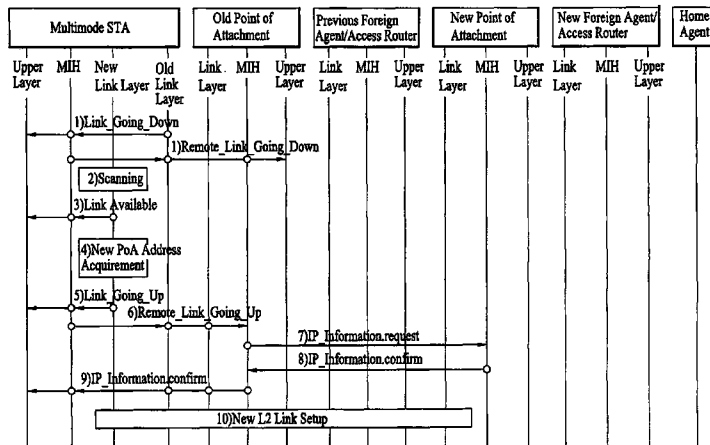 Multimode STA
Old Point of
Attachment
Previous Foreign
Agent/Access Router
New Point of
Attachment
New Foreign Agent/
Access Router
Home
Agent
Upper
Layer
MIH
New
Link Layer
Old
Link
Layer
Link
Layer
MIH
Upper
Layer
Link
Layer
MIH
Upper
Layer
Link
Layer
MIH
Upper
Layer
Link
Layer
MIH
Upper
Layer
1)Link_Going_Down
1)Remote_Link_Going_Down
2)Scanning
3)Link Available
4)New PoA Address
Acquirement
5)Link_Going_Up
6)Remote_Link_Going_Up
7)IP_Information.request
8)IP_Information.confirm
9)IP_Information.confirm
10)New L2 Link Setup